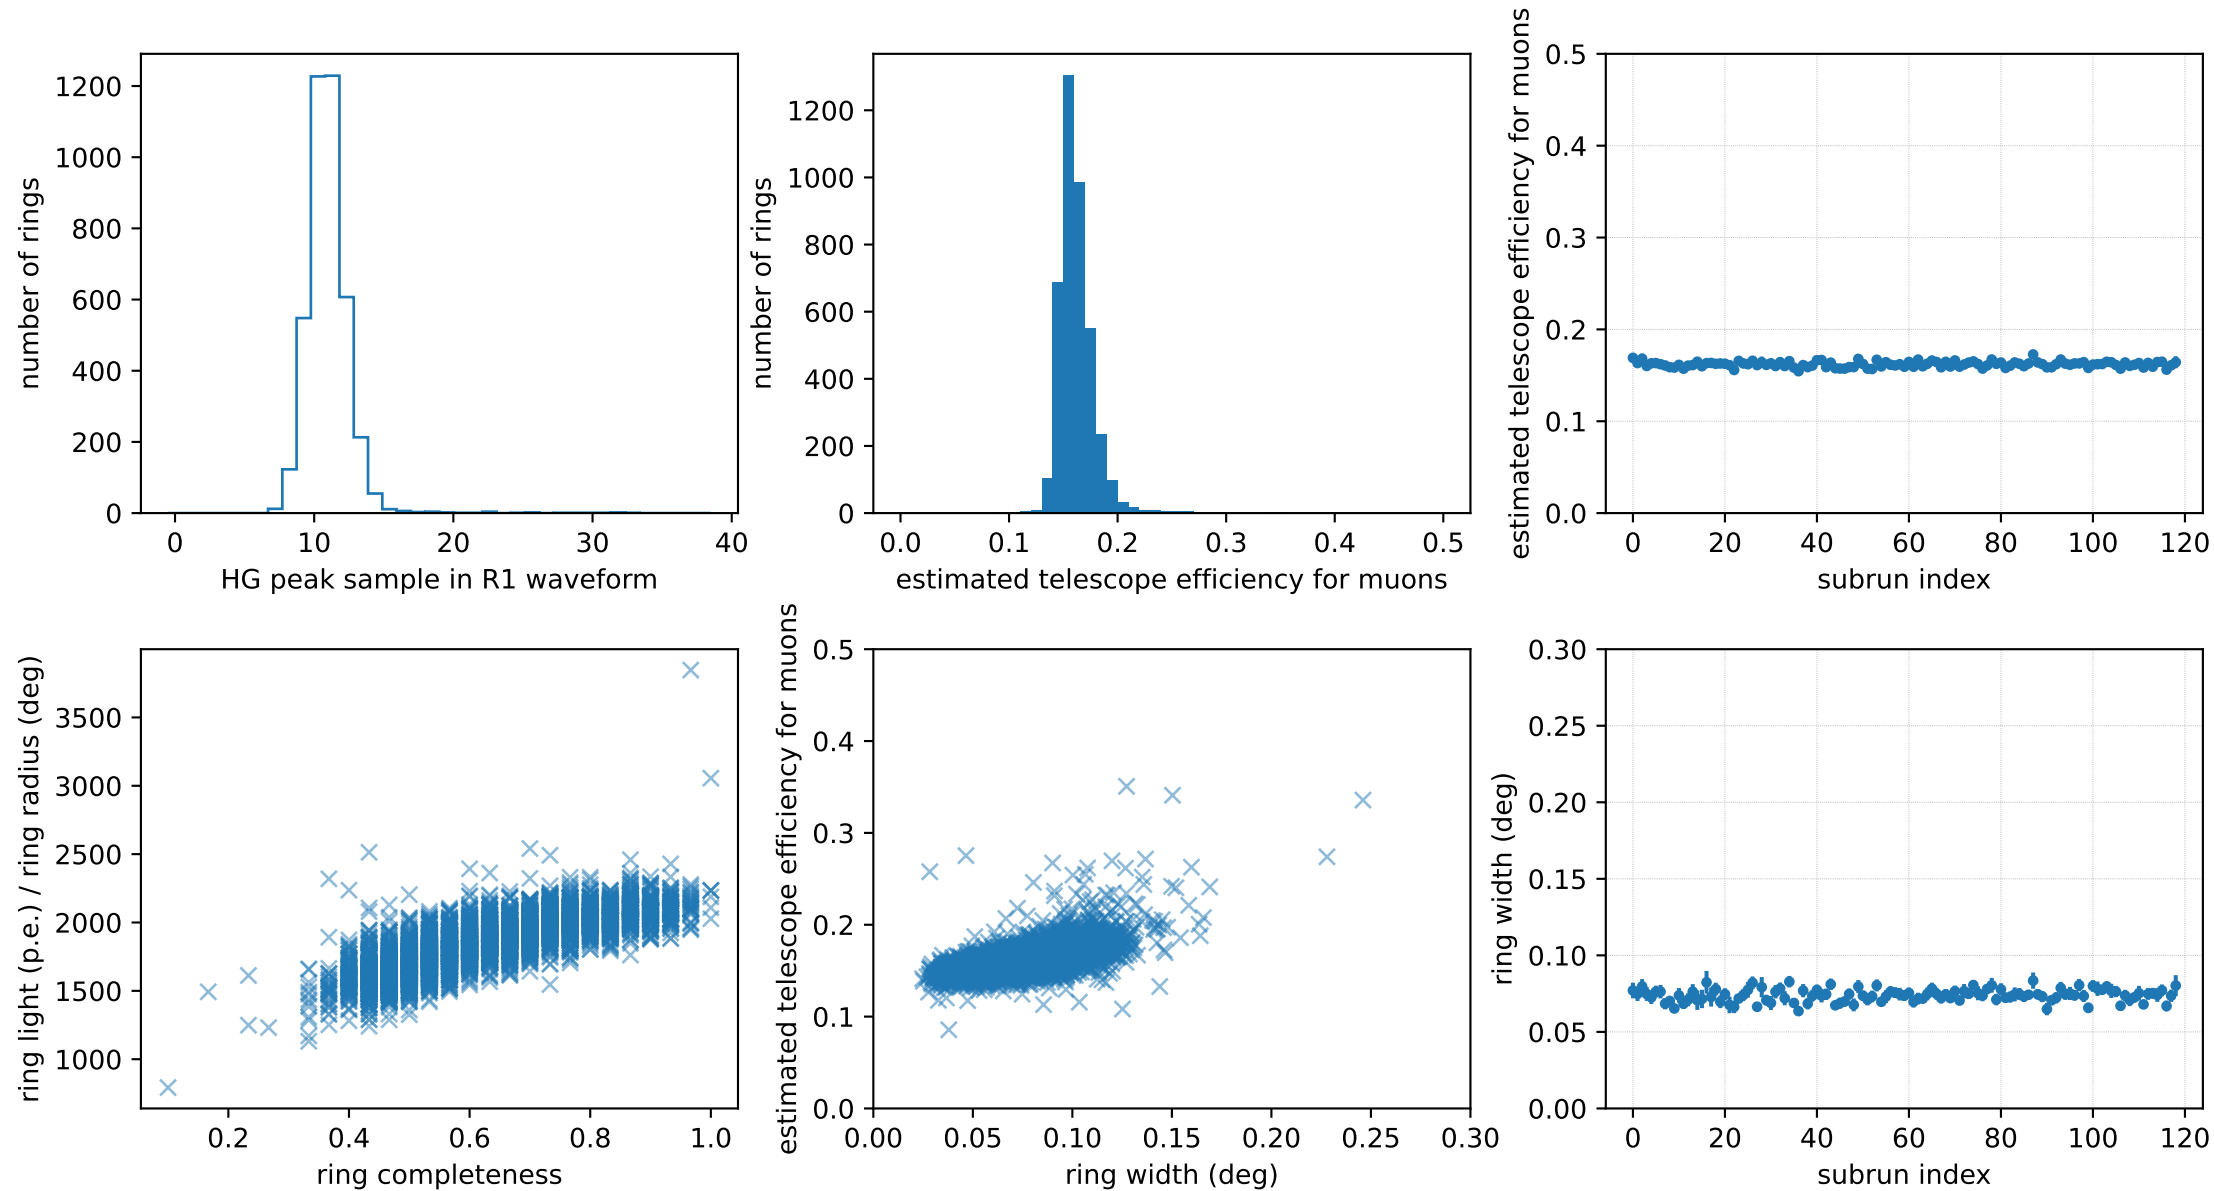 number of rings
1200
1000
800
600
400
200
0
0 10 20 30 40
HG peak sample in R1 waveform
number of rings
1200
1000
800
600
400
200
0
0.0 0.1 0.2 0.3 0.4 0.5
estimated telescope efficiency for muons
estimated telescope efficiency for muons
0.5
0.4
0.3
0.2
0.1
0.0
0 20 40 60 80 100 120
subrun index
ring light (p.e.) / ring radius (deg)
3500
3000
2500
2000
1500
1000
0.2 0.4 0.6 0.8 1.0
ring completeness
estimated telescope efficiency for muons
0.5
0.4
0.3
0.2
0.1
0.0
0.00 0.05 0.10 0.15 0.20 0.25 0.30
ring width (deg)
ring width (deg)
0.30
0.25
0.20
0.15
0.10
0.05
0.00
0 20 40 60 80 100 120
subrun index